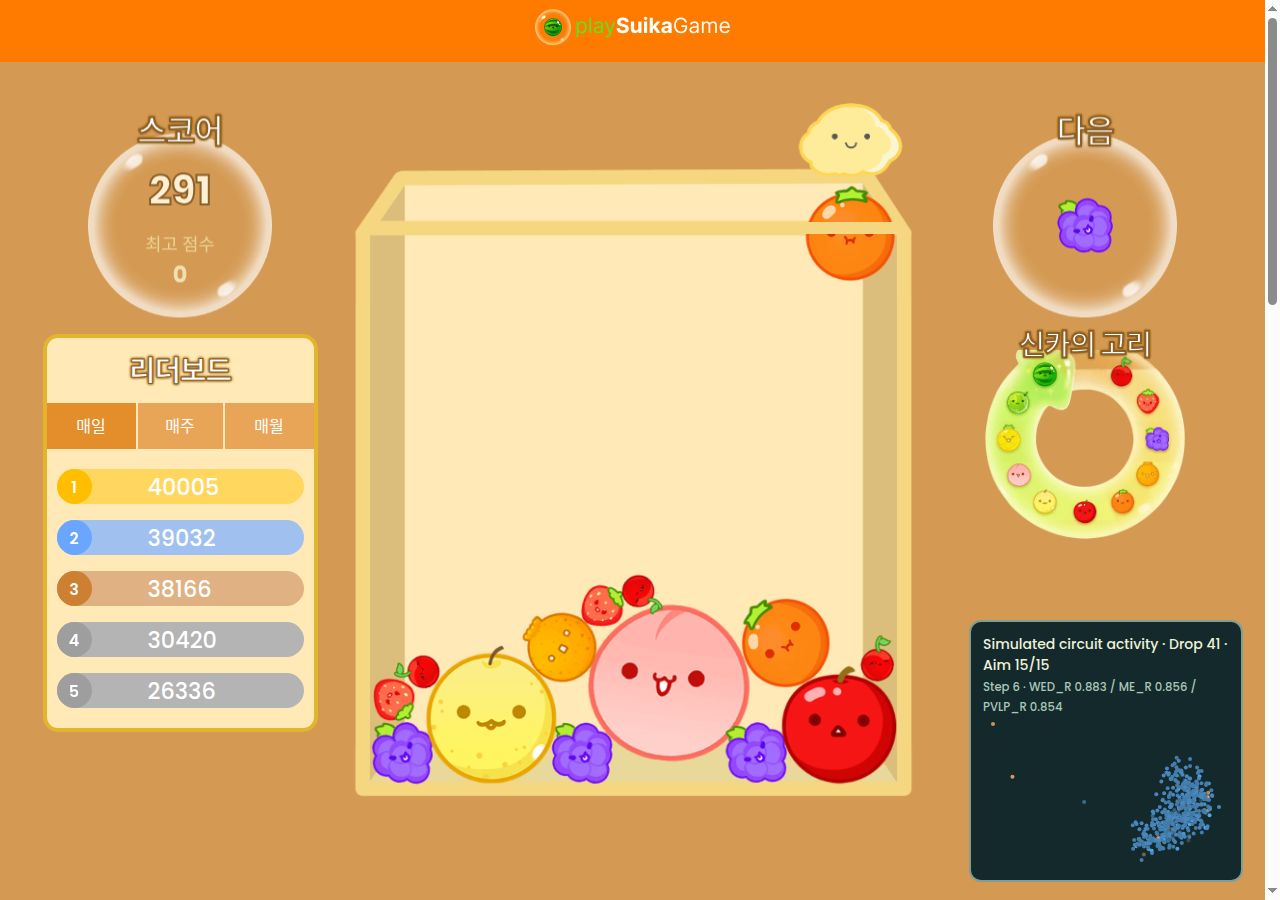 playSuikaGame
스코어
291
최고 점수
0
다음
신카의 고리
리더보드
매일 매주 매월
1 40005
2 39032
3 38166
4 30420
5 26336
Simulated circuit activity · Drop 41 ·
Aim 15/15
Step 6 · WED_R 0.883 / ME_R 0.856 /
PVLP_R 0.854